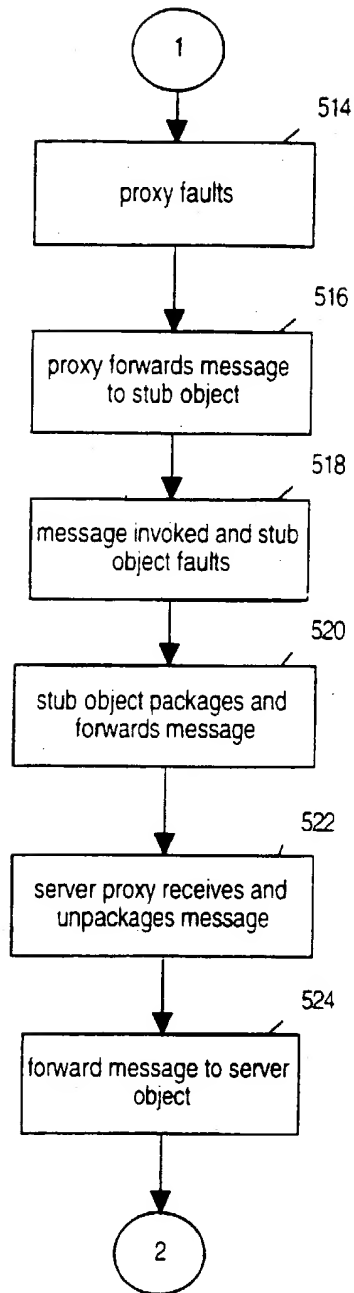 1
514
proxy faults
516
proxy forwards message
to stub object
518
message invoked and stub
object faults
520
stub object packages and
forwards message
522
server proxy receives and
unpackages message
524
forward message to server
object
2